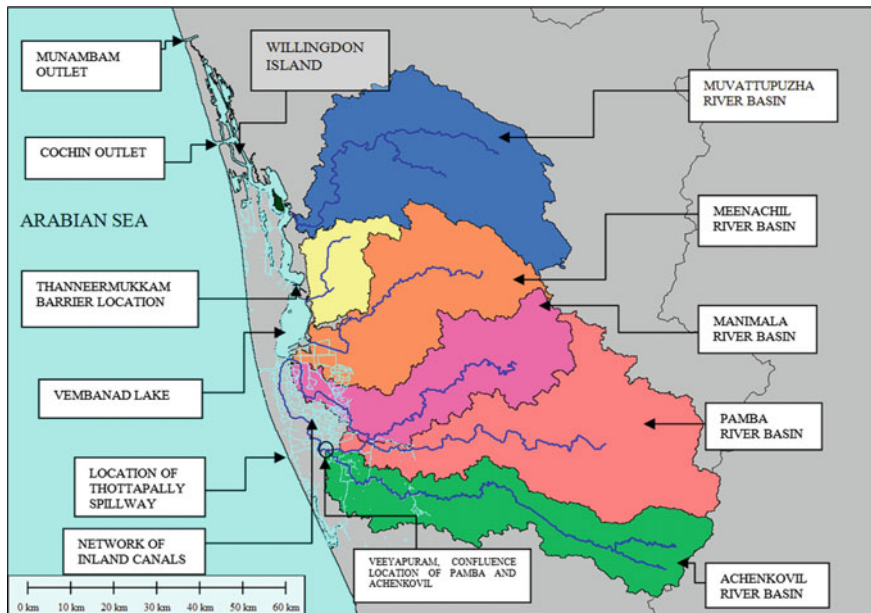 MUNAMBAM
OUTLET
WILLINGDON
ISLAND
MUVATTUPUZHA
RIVER BASIN
COCHIN OUTLET
ARABIAN SEA
MEENACHIL
RIVER BASIN
THANNEERMUKKAM
BARRIER LOCATION
MANIMALA
RIVER BASIN
VEMBANAD LAKE
PAMBA
RIVER BASIN
LOCATION OF
THOTTAPALLY
SPILLWAY
NETWORK OF
INLAND CANALS
VEEYAPURAM, CONFLUENCE
LOCATION OF PAMBA AND
ACHENKOVIL
ACHENKOVIL
RIVER BASIN
0 km 10 km 20 km 30 km 40 km 50 km 60 km